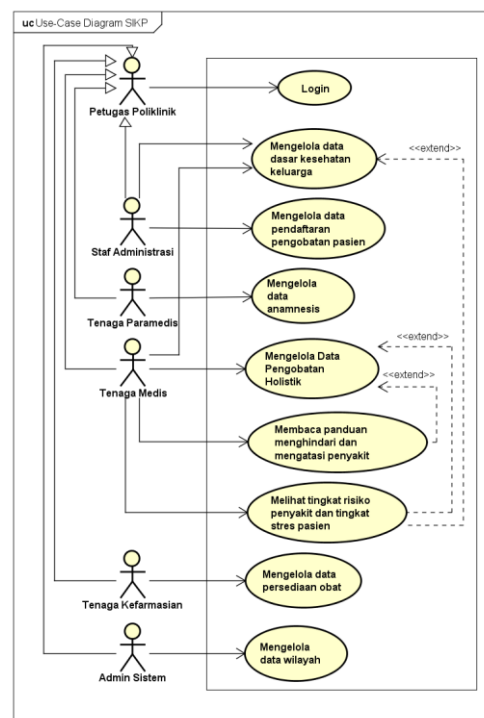 uc Use-Case Diagram SIKP
Petugas Poliklinik
Login
Mengelola data
dasar kesehatan
keluarga
<<extend>>
Staf Administrasi
Mengelola data
pendaftaran
pengobatan pasien
Tenaga Paramedis
Mengelola
data
anamnesis
<<extend>>
Tenaga Medis
Mengelola Data
Pengobatan
Holistik
<<extend>>
Membaca panduan
menghindari dan
mengatasi penyakit
Melihat tingkat risiko
penyakit dan tingkat
stres pasien
Tenaga Kefarmasian
Mengelola data
persediaan obat
Admin Sistem
Mengelola
data wilayah